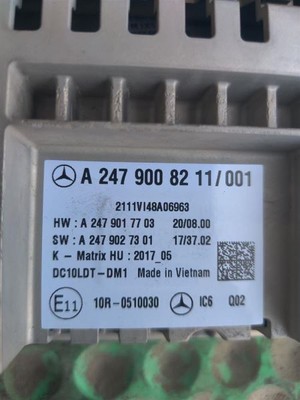 A 247 900 82 11/001
2111VI48A06963
HW : A 247 901 77 03 20/08.00
SW : A 247 902 73 01 17/37.02
K - Matrix HU : 2017_05
DC10LDT-DM1 Made in Vietnam
E11 10R-0510030 IC6 Q02